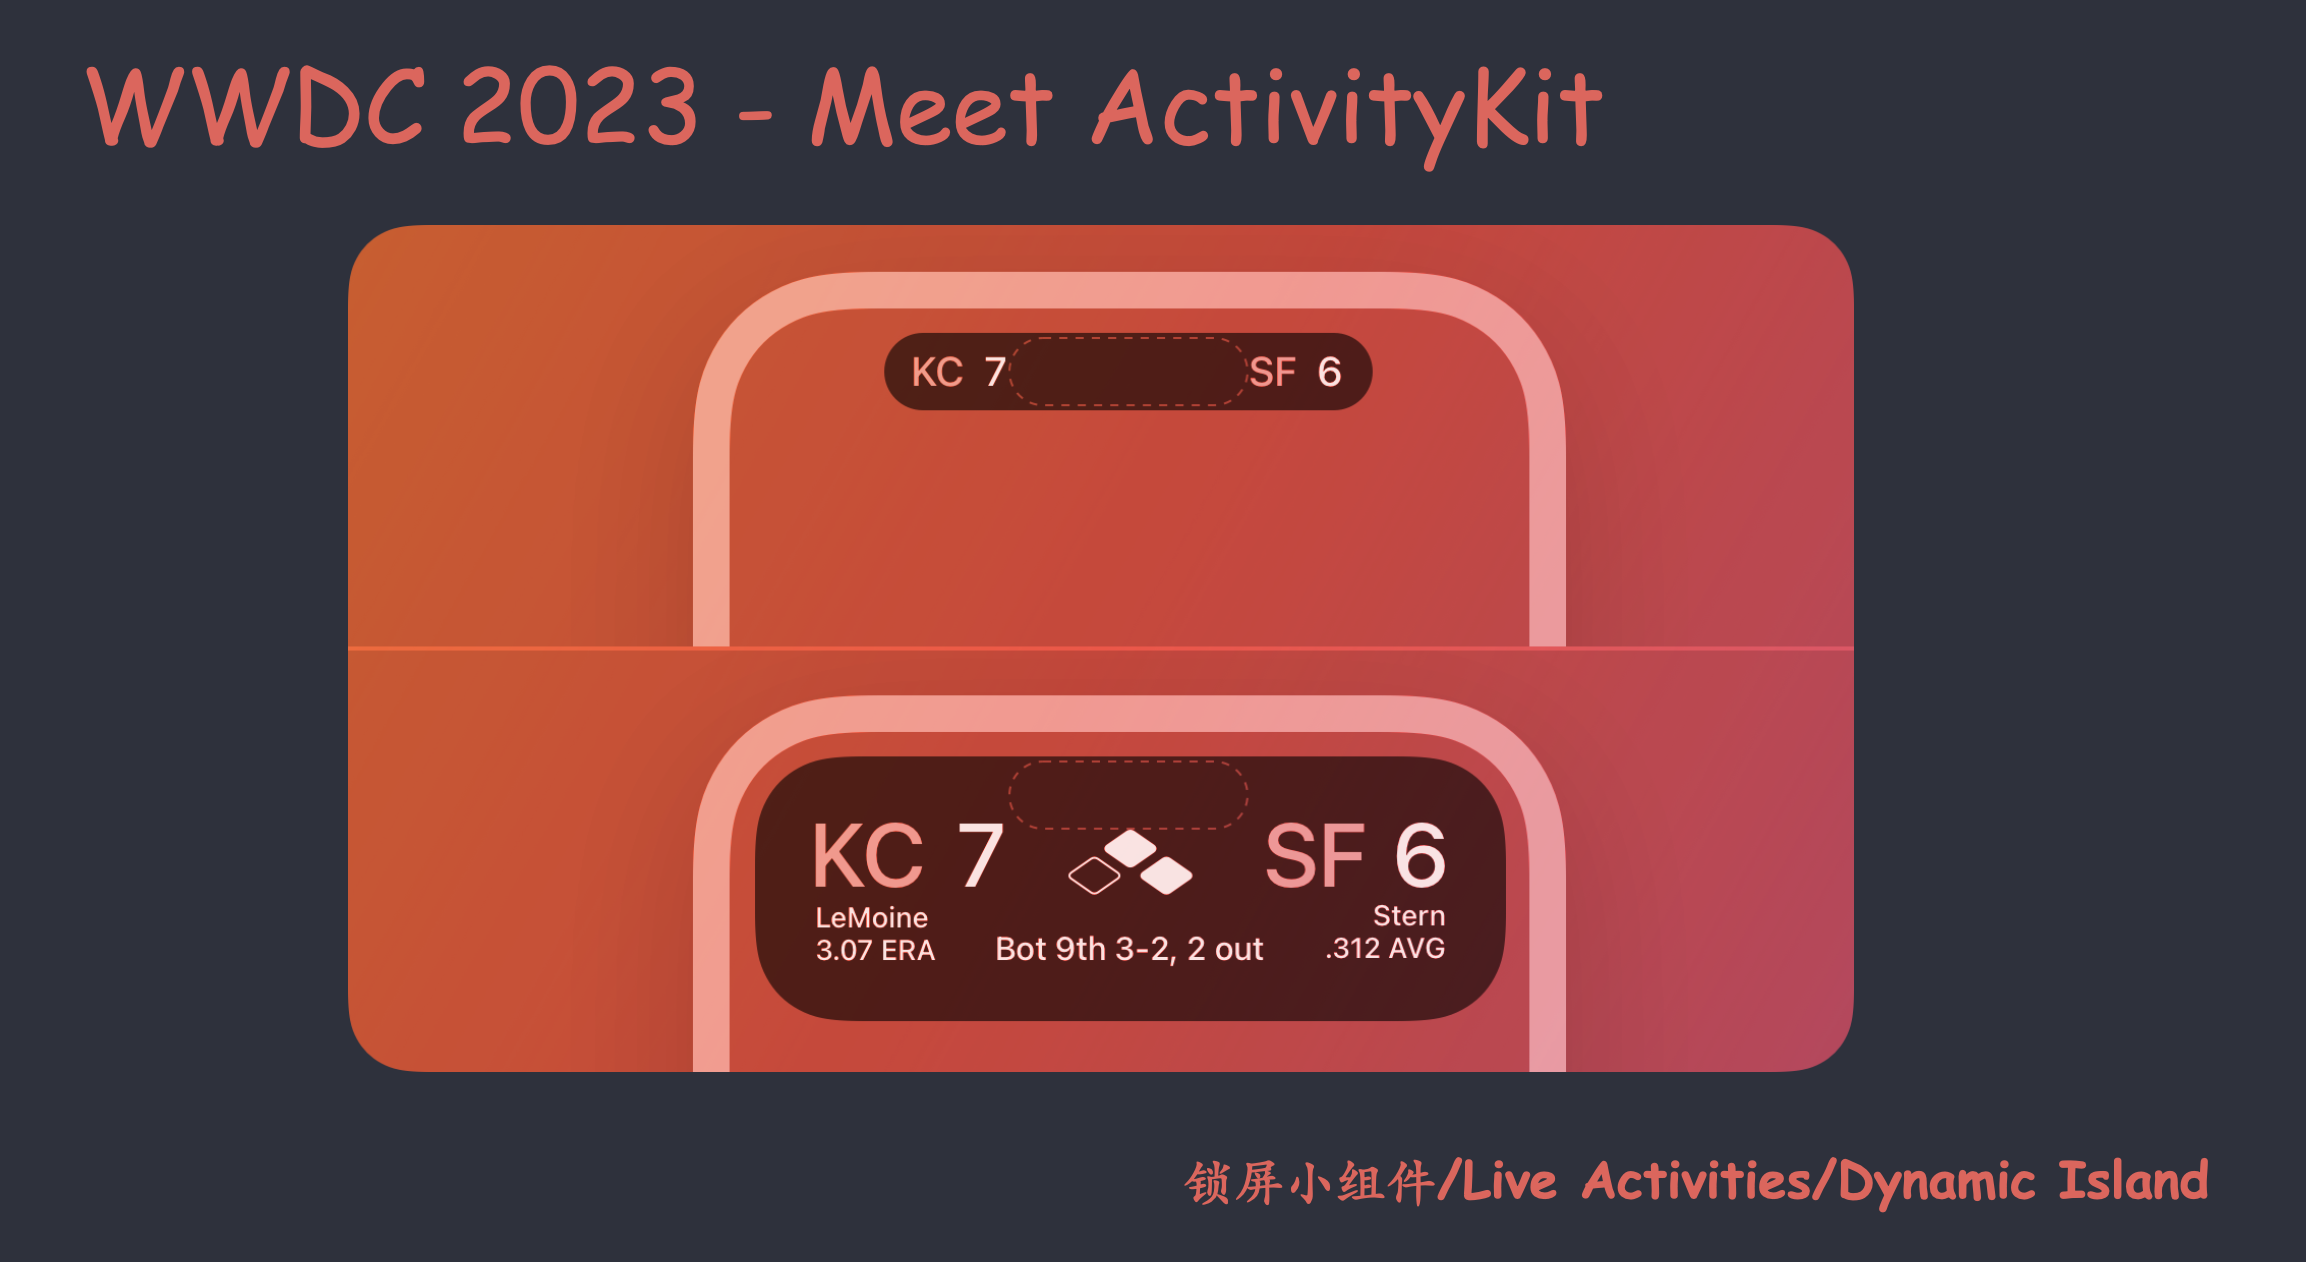 WWDC 2023 - Meet ActivityKit
KC 7 SF 6
KC 7 SF 6
LeMoine Stern
3.07 ERA Bot 9th 3-2, 2 out .312 AVG
锁屏小组件/Live Activities/Dynamic Island